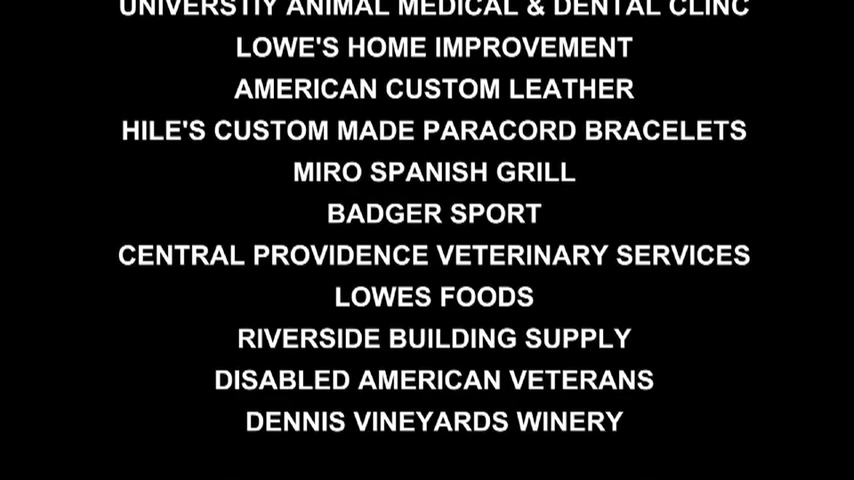 UNIVERSTIY ANIMAL MEDICAL & DENTAL CLINC
LOWE'S HOME IMPROVEMENT
AMERICAN CUSTOM LEATHER
HILE'S CUSTOM MADE PARACORD BRACELETS
MIRO SPANISH GRILL
BADGER SPORT
CENTRAL PROVIDENCE VETERINARY SERVICES
LOWES FOODS
RIVERSIDE BUILDING SUPPLY
DISABLED AMERICAN VETERANS
DENNIS VINEYARDS WINERY